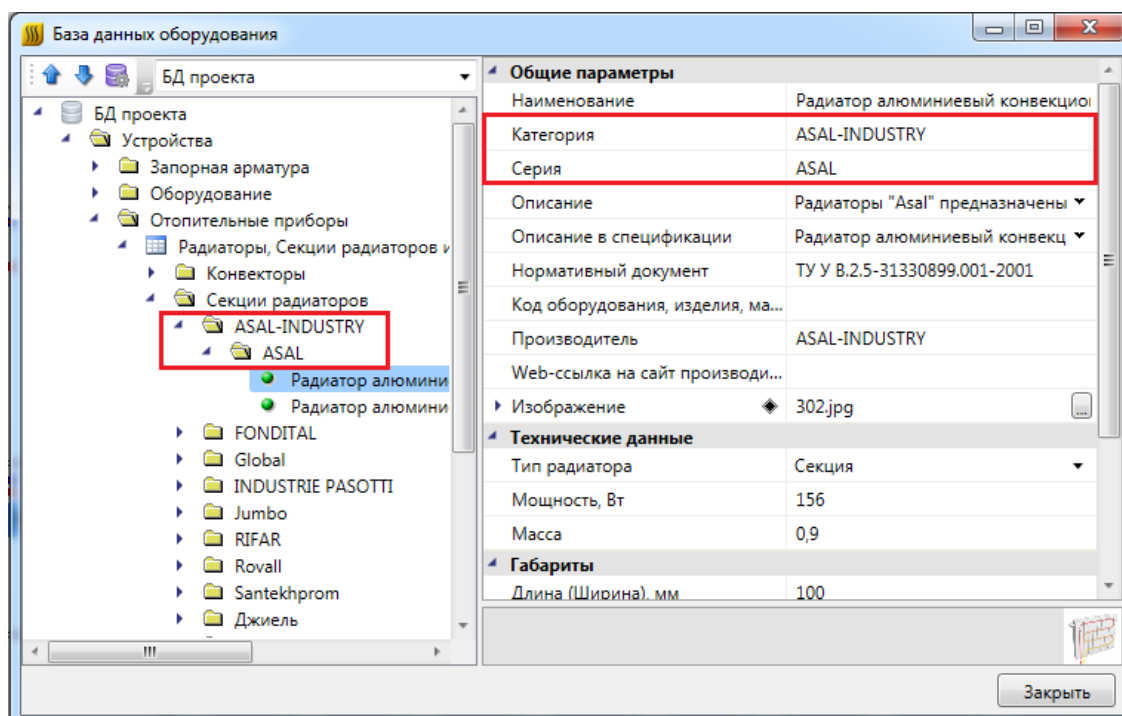 База данных оборудования
БД проекта
БД проекта
Устройства
Запорная арматура
Оборудование
Отопительные приборы
Радиаторы, Секции радиаторов и
Конвекторы
Секции радиаторов
ASAL-INDUSTRY
ASAL
Радиатор алюмини
Радиатор алюмини
FONDITAL
Global
INDUSTRIE PASOTTI
Jumbo
RIFAR
Rovall
Santekhprom
Джиель
Общие параметры
Наименование Радиатор алюминиевый конвекцион
Категория ASAL-INDUSTRY
Серия ASAL
Описание Радиаторы "Asal" предназначены
Описание в спецификации Радиатор алюминиевый конвекц
Нормативный документ ТУ У В.2.5-31330899.001-2001
Код оборудования, изделия, ма...
Производитель ASAL-INDUSTRY
Web-ссылка на сайт производи...
Изображение 302.jpg ...
Технические данные
Тип радиатора Секция
Мощность, Вт 156
Масса 0,9
Габариты
Длина (Ширина), мм 100
Закрыть